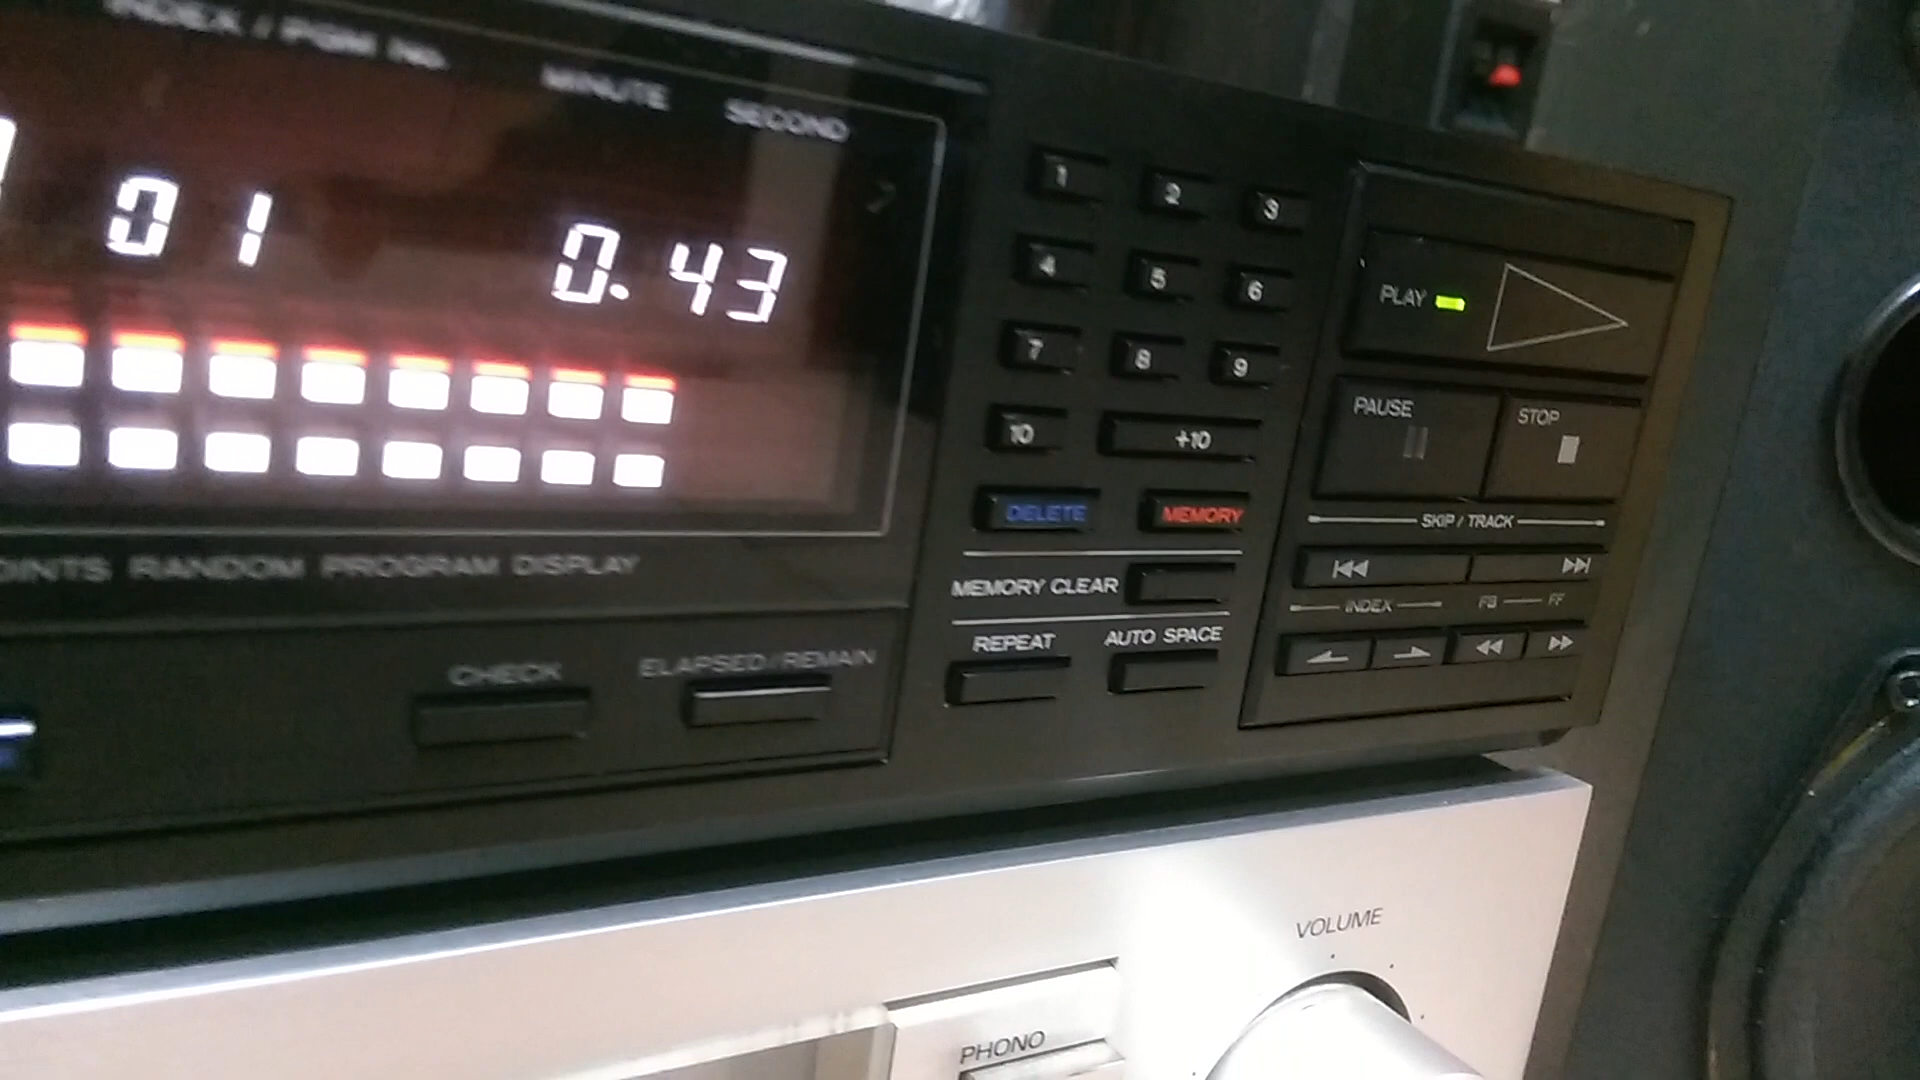 INDEX / PGM No.
MINUTE
SECOND
01
0.43
1
2
3
4
5
6
7
8
9
10
+10
DELETE
MEMORY
MEMORY CLEAR
REPEAT
AUTO SPACE
PLAY
PAUSE
STOP
SKIP / TRACK
INDEX
FB
FF
OINTS RANDOM PROGRAM DISPLAY
CHECK
ELAPSED / REMAIN
VOLUME
PHONO